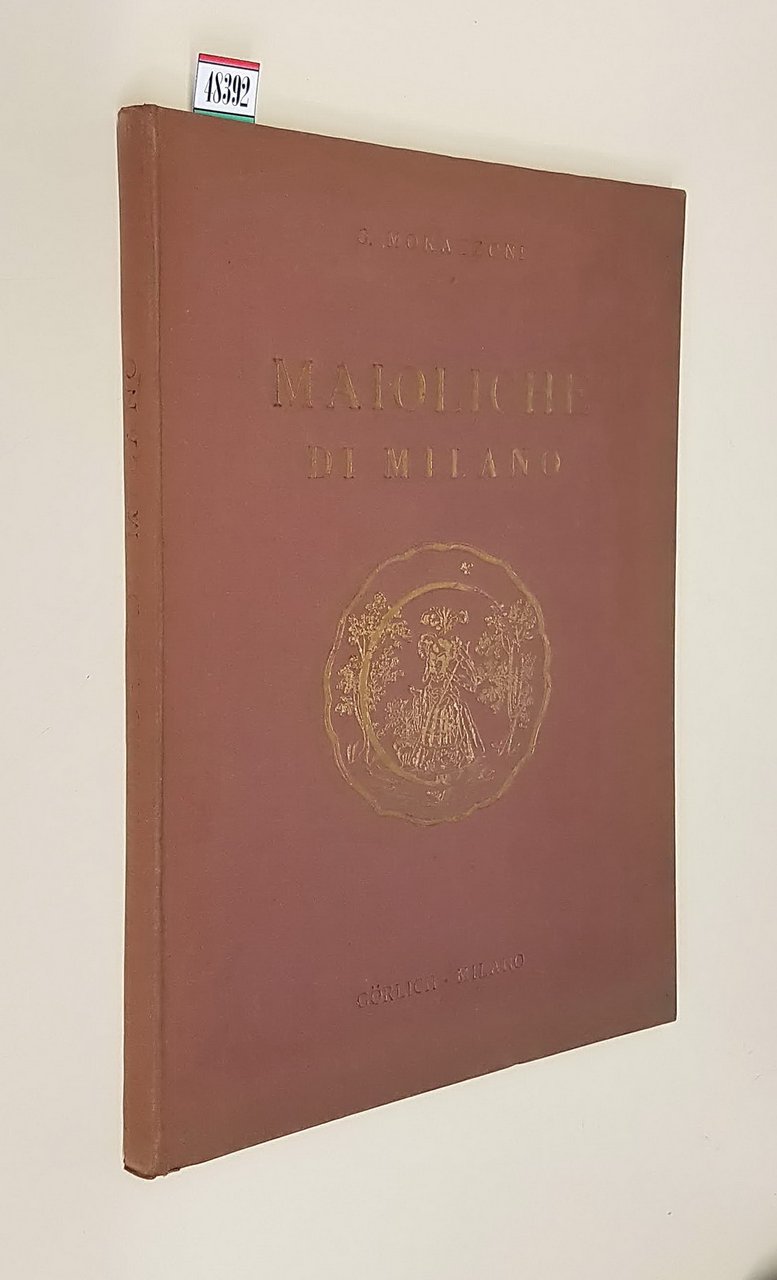 48392
G. MORAZZONI
MAIOLICHE
DI MILANO
GÖRLICH - MILANO